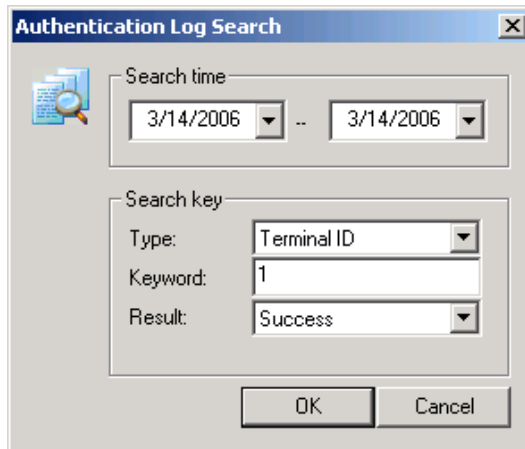 Authentication Log Search
Search time
3/14/2006 .. 3/14/2006
Search key
Type: Terminal ID
Keyword: 1
Result: Success
OK Cancel